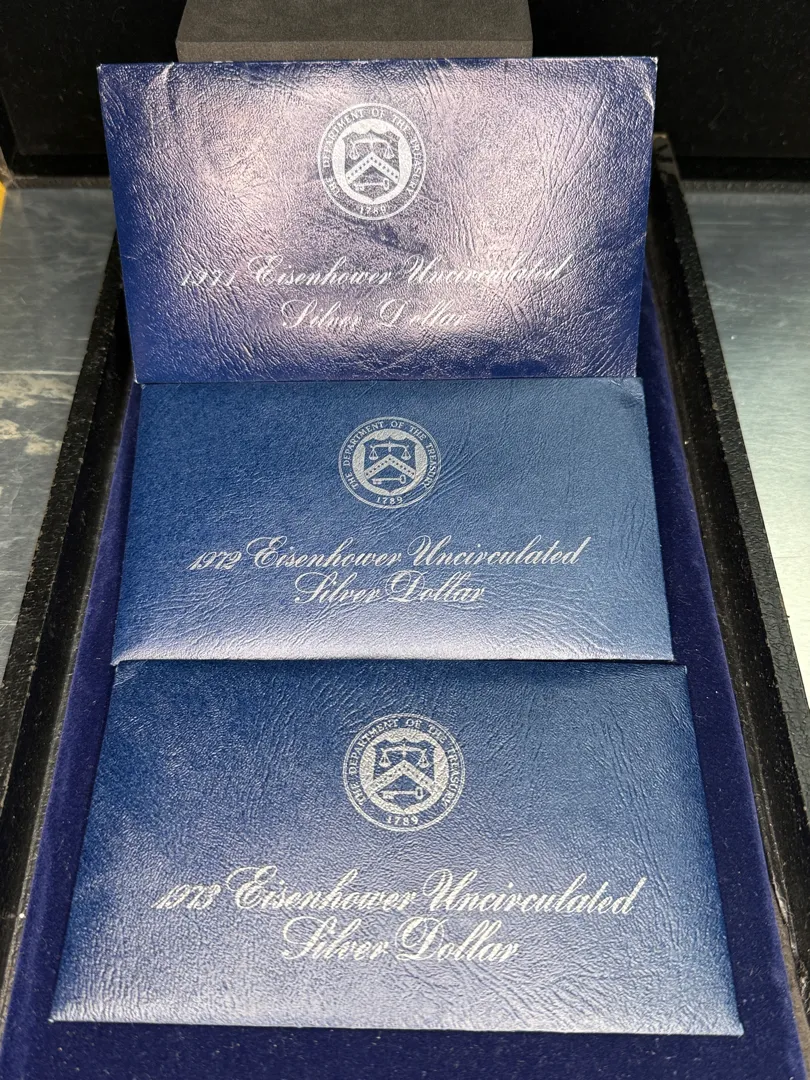 THE DEPARTMENT OF THE TREASURY
1789
1971 Eisenhower Uncirculated
Silver Dollar
THE DEPARTMENT OF THE TREASURY
1789
1972 Eisenhower Uncirculated
Silver Dollar
THE DEPARTMENT OF THE TREASURY
1789
1973 Eisenhower Uncirculated
Silver Dollar